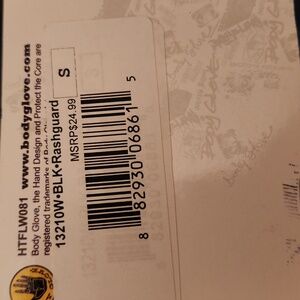 HTFLW081 www.bodyglove.com
Body Glove, the Hand Design and Protect the Core are
registered trademarks of Body
13210W•BLK•Rashguard
S
MSRP$24.99
8 82930 06861 5